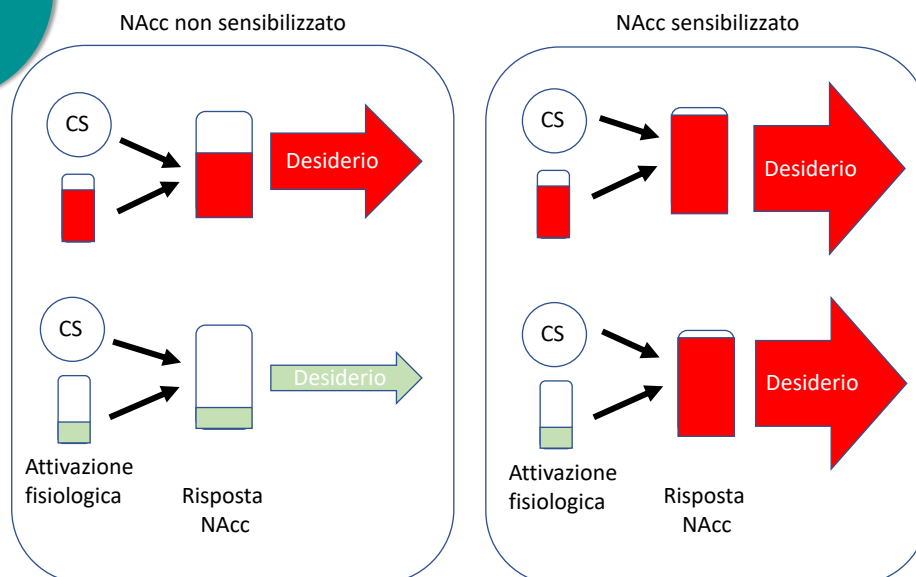 NAcc non sensibilizzato
CS
Desiderio
CS
Desiderio
Attivazione
fisiologica
Risposta
NAcc
NAcc sensibilizzato
CS
Desiderio
CS
Desiderio
Attivazione
fisiologica
Risposta
NAcc